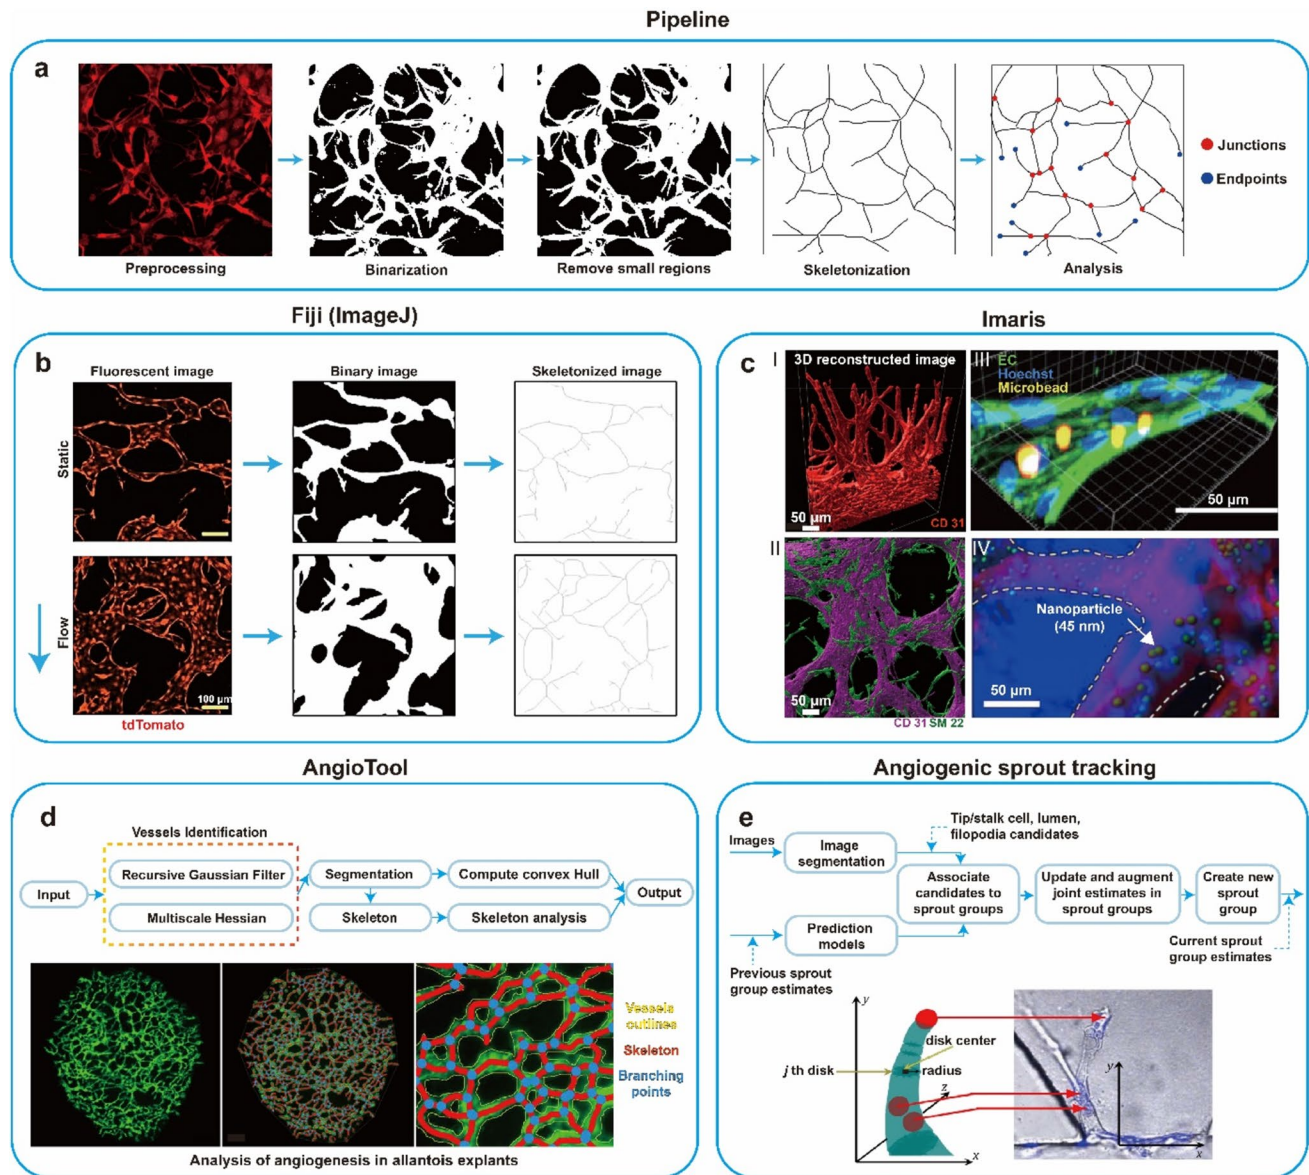 Pipeline
a
Preprocessing
Binarization
Remove small regions
Skeletonization
Analysis
Junctions
Endpoints
Fiji (ImageJ)
b
Fluorescent image
Binary image
Skeletonized image
Static
Flow
100 μm
tdTomato
Imaris
c
I
3D reconstructed image
50 μm
CD 31
III
EC
Hoechst
Microbead
50 μm
II
50 μm
CD 31 SM 22
IV
Nanoparticle
(45 nm)
50 μm
AngioTool
d
Vessels Identification
Input
Recursive Gaussian Filter
Multiscale Hessian
Segmentation
Skeleton
Compute convex Hull
Skeleton analysis
Output
Vessels
outlines
Skeleton
Branching
points
Analysis of angiogenesis in allantois explants
Angiogenic sprout tracking
e
Images
Image
segmentation
Tip/stalk cell, lumen,
filopodia candidates
Associate
candidates to
sprout groups
Update and augment
joint estimates in
sprout groups
Create new
sprout
group
Prediction
models
Previous sprout
group estimates
Current sprout
group estimates
y
disk center
j th disk
radius
z
x
y
x